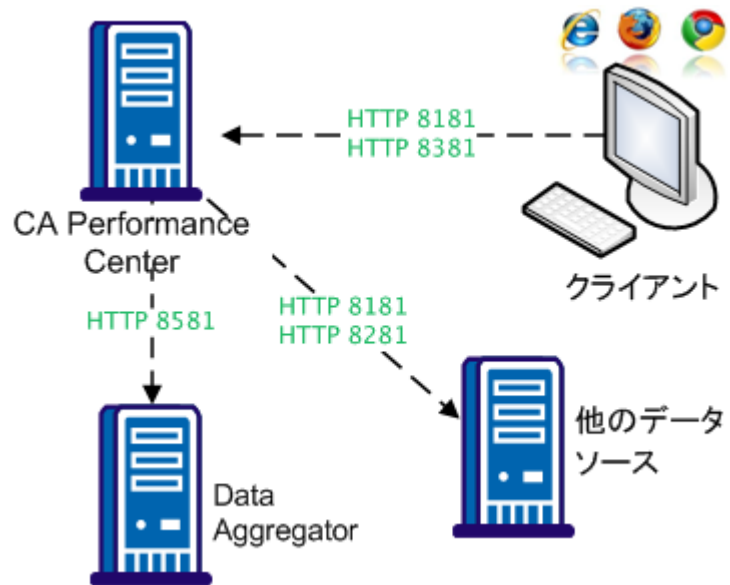 HTTP 8181
HTTP 8381
CA Performance
Center
クライアント
HTTP 8581
HTTP 8181
HTTP 8281
他のデータ
ソース
Data
Aggregator